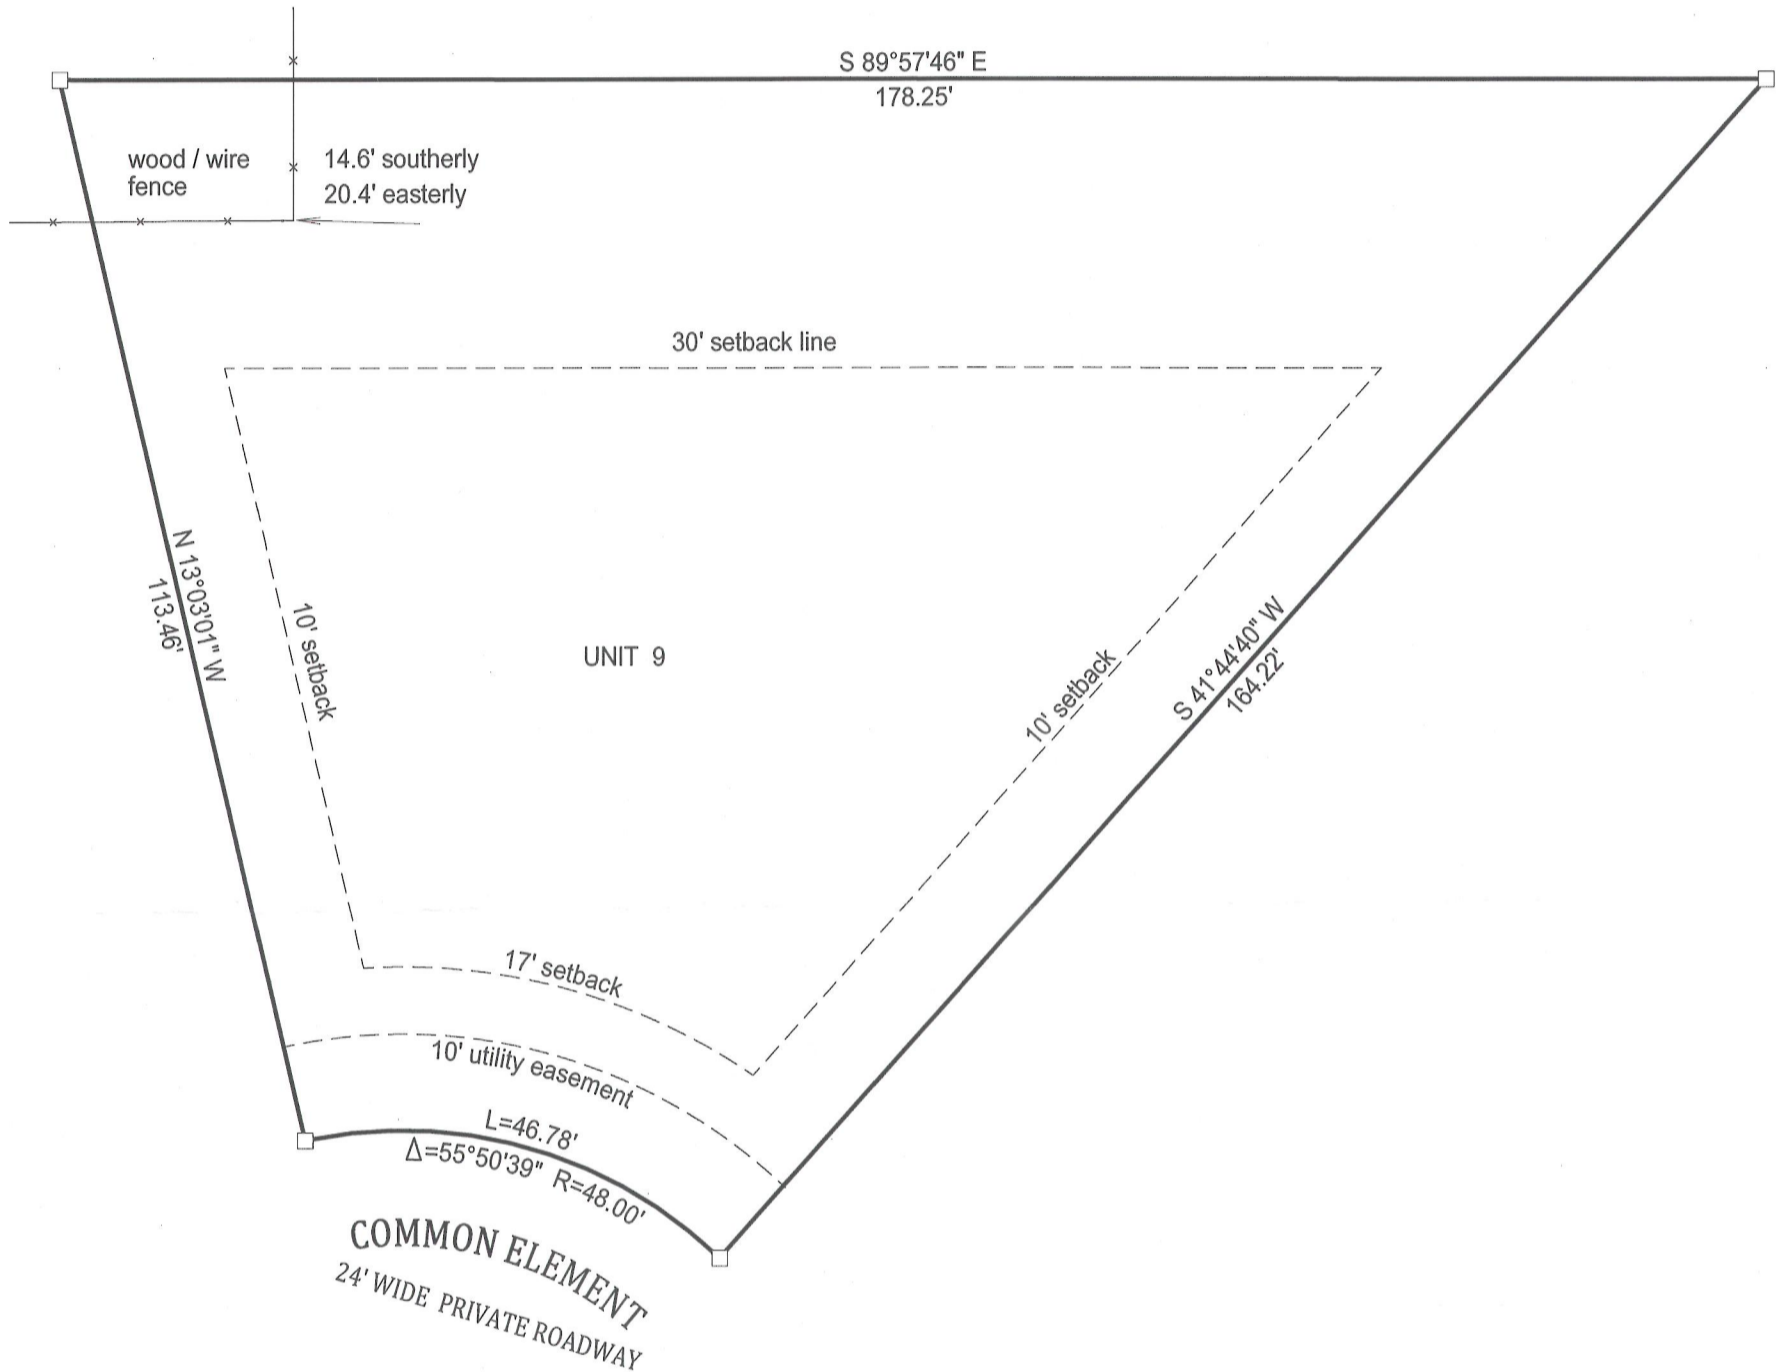 S 89°57'46" E
178.25'
wood / wire
fence
14.6' southerly
20.4' easterly
30' setback line
N 13°03'01" W
113.46'
10' setback
UNIT 9
10' setback
S 41°44'40" W
164.22'
17' setback
10' utility easement
L=46.78'
Δ=55°50'39" R=48.00'
COMMON ELEMENT
24' WIDE PRIVATE ROADWAY